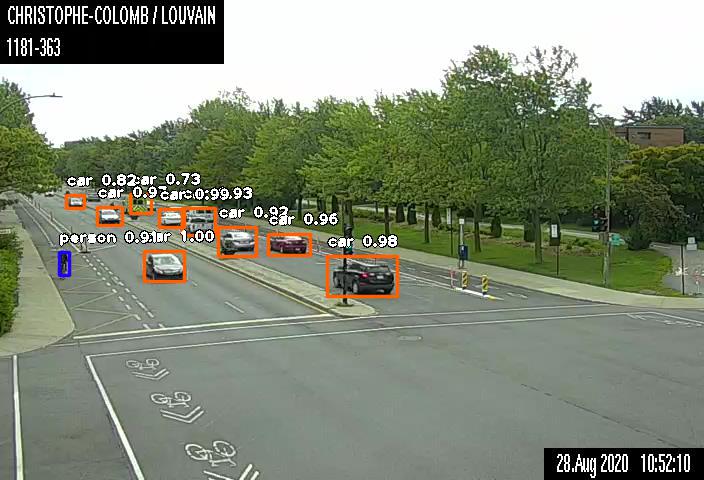 CHRISTOPHE-COLOMB / LOUVAIN
1181-363
car 0.82
car 0.73
car 0.97
car 0.99
.93
car 0.92
car 0.96
person 0.91
car 1.00
car 0.98
28.Aug 2020 10:52:10